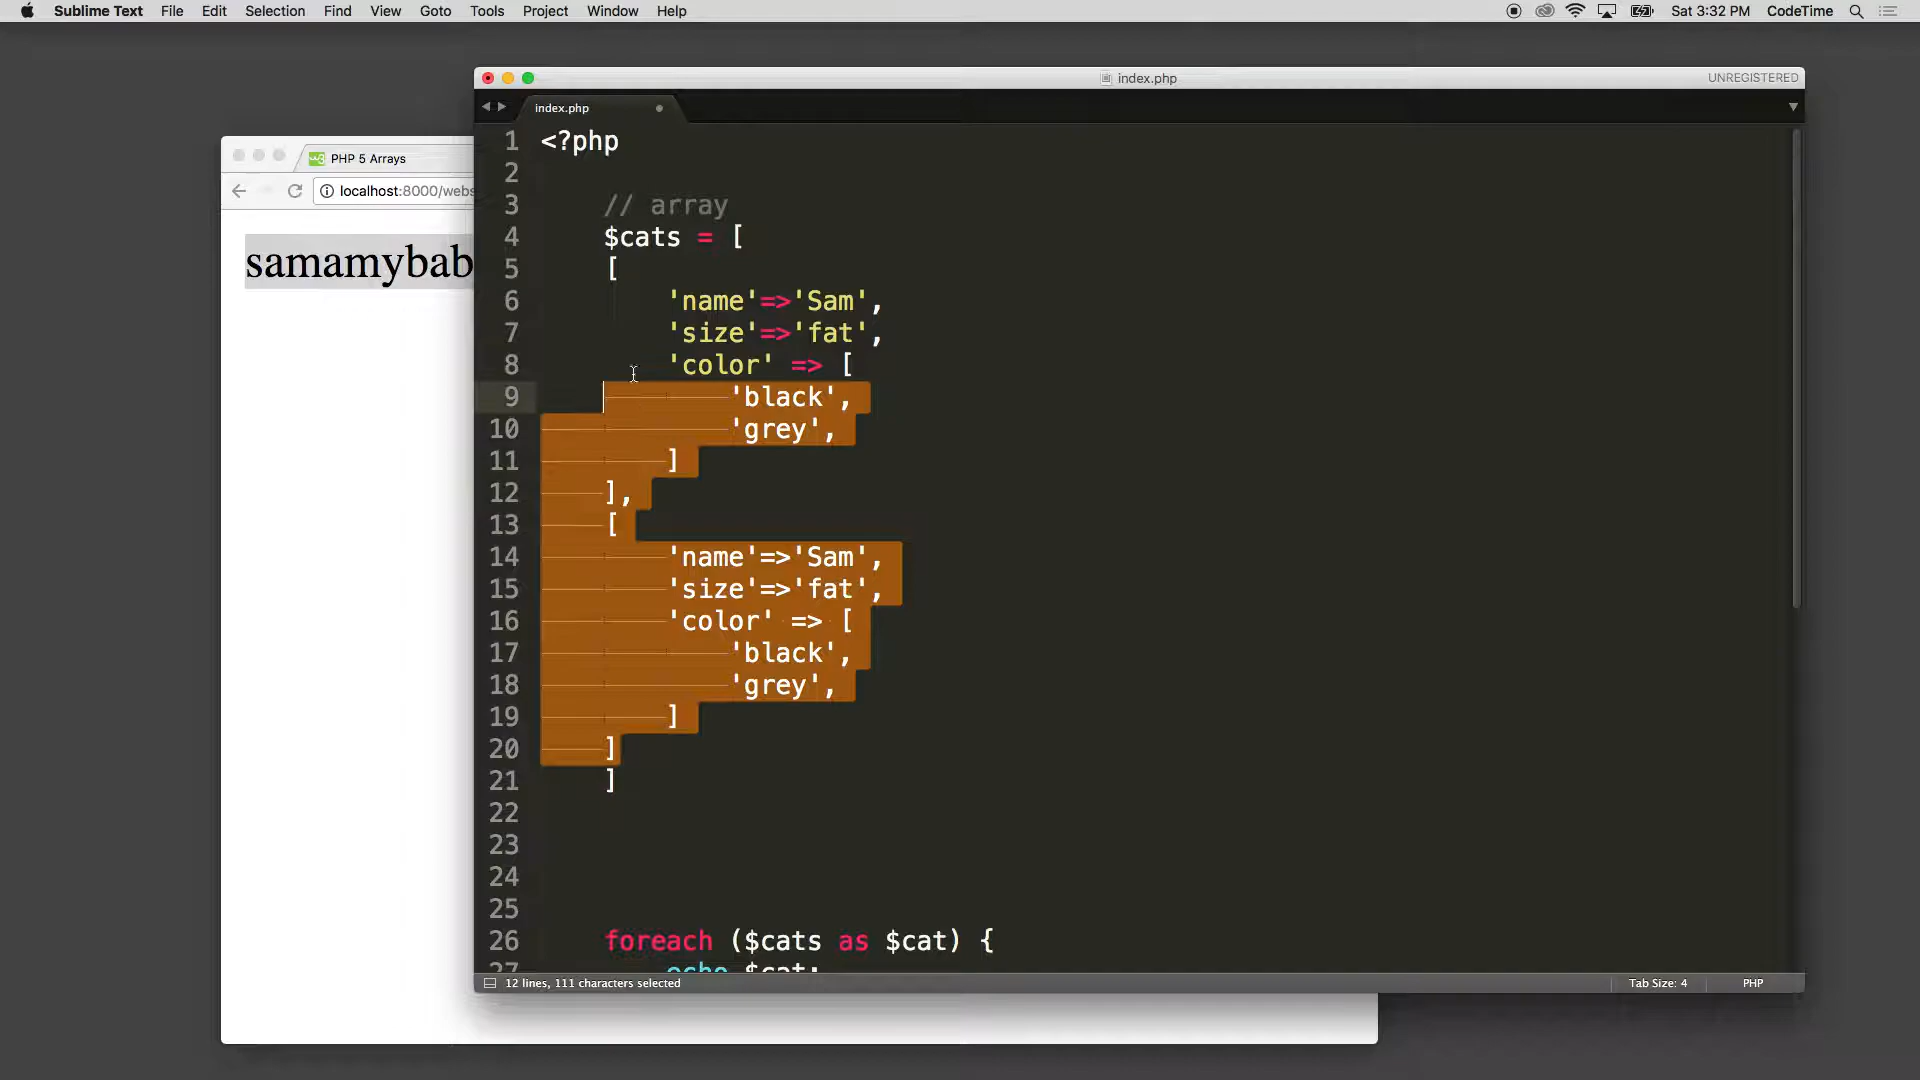 Sublime Text File Edit Selection Find View Goto Tools Project Window Help Sat 3:32 PM CodeTime
index.php UNREGISTERED
index.php
PHP 5 Arrays
localhost:8000/webs
samamybab
1 <?php
2
3 // array
4 $cats = [
5 [
6 'name'=>'Sam',
7 'size'=>'fat',
8 'color' => [
9 'black',
10 'grey',
11 ]
12 ],
13 [
14 'name'=>'Sam',
15 'size'=>'fat',
16 'color' => [
17 'black',
18 'grey',
19 ]
20 ]
21 ]
22
23
24
25
26 foreach ($cats as $cat) {
27 echo $cat;
12 lines, 111 characters selected Tab Size: 4 PHP